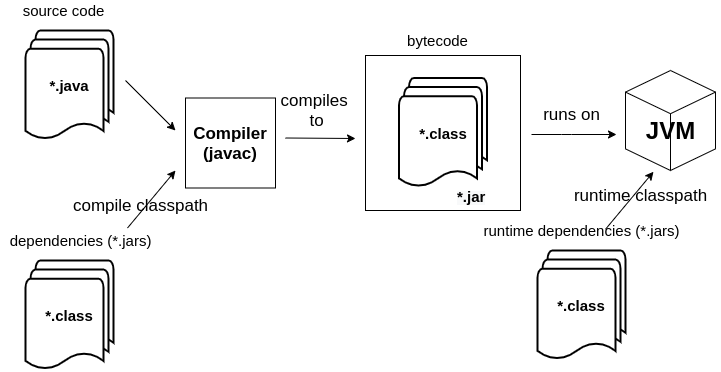 source code
*.java
Compiler
(javac)
compiles
to
bytecode
*.class
*.jar
runs on
JVM
compile classpath
dependencies (*.jars)
*.class
runtime classpath
runtime dependencies (*.jars)
*.class